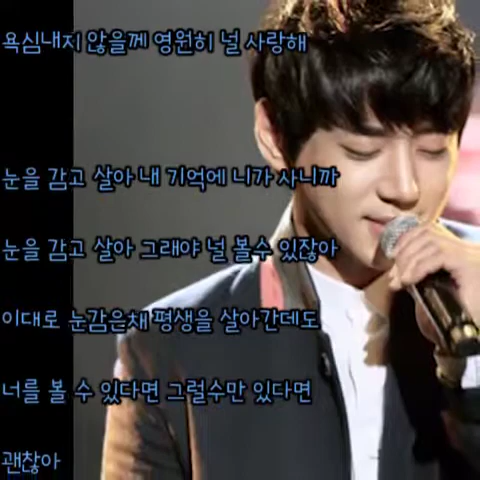 욕심내지 않을께 영원히 널 사랑해
눈을 감고 살아 내 기억에 니가 사니까
눈을 감고 살아 그래야 널 볼수 있잖아
이대로 눈감은채 평생을 살아간데도
너를 볼 수 있다면 그럴수만 있다면
괜찮아